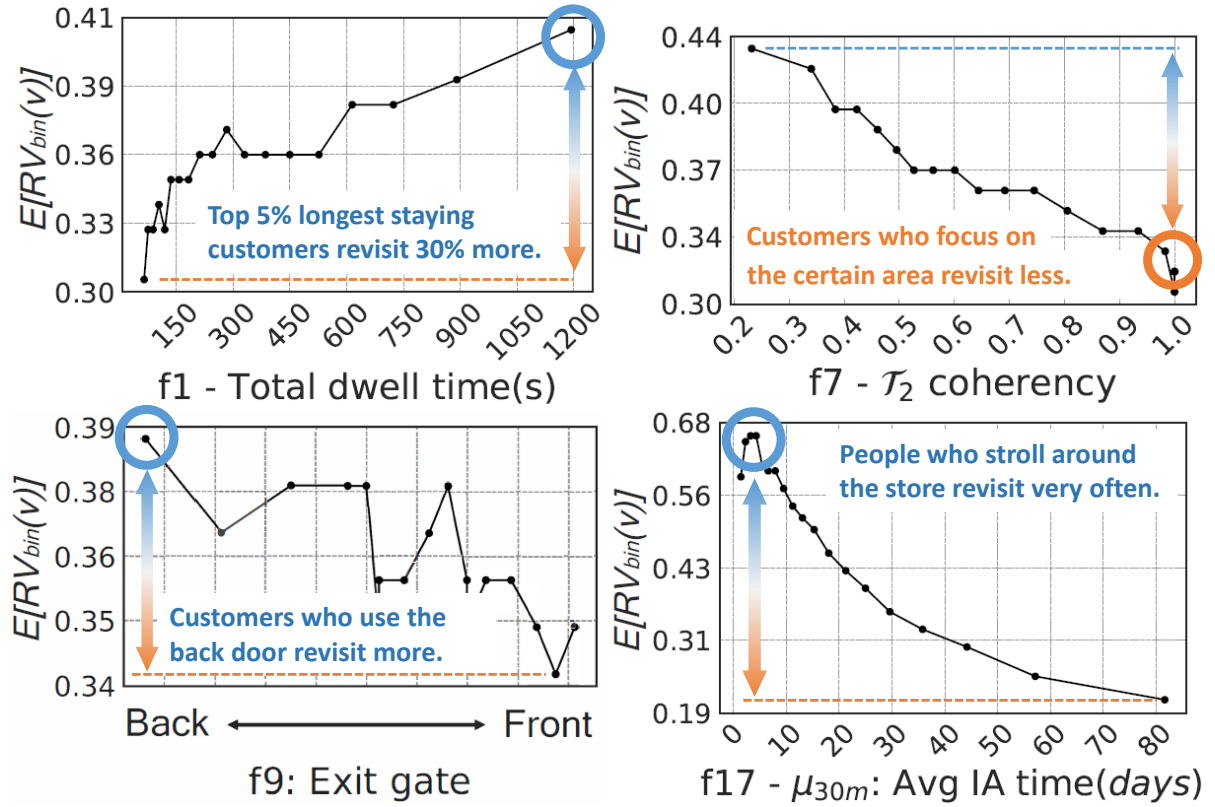 0.41
0.39
0.36
0.33
0.30
E[RV_bin(v)]
Top 5% longest staying
customers revisit 30% more.
150 300 450 600 750 900 1050 1200
f1 - Total dwell time(s)
0.44
0.40
0.37
0.34
0.30
E[RV_bin(v)]
Customers who focus on
the certain area revisit less.
0.2 0.3 0.4 0.5 0.6 0.7 0.8 0.9 1.0
f7 - 𝒯₂ coherency
0.39
0.38
0.36
0.35
0.34
E[RV_bin(v)]
Customers who use the
back door revisit more.
Back Front
f9: Exit gate
0.68
0.56
0.43
0.31
0.19
E[RV_bin(v)]
People who stroll around
the store revisit very often.
0 10 20 30 40 50 60 70 80
f17 - μ₃₀ₘ: Avg IA time(days)